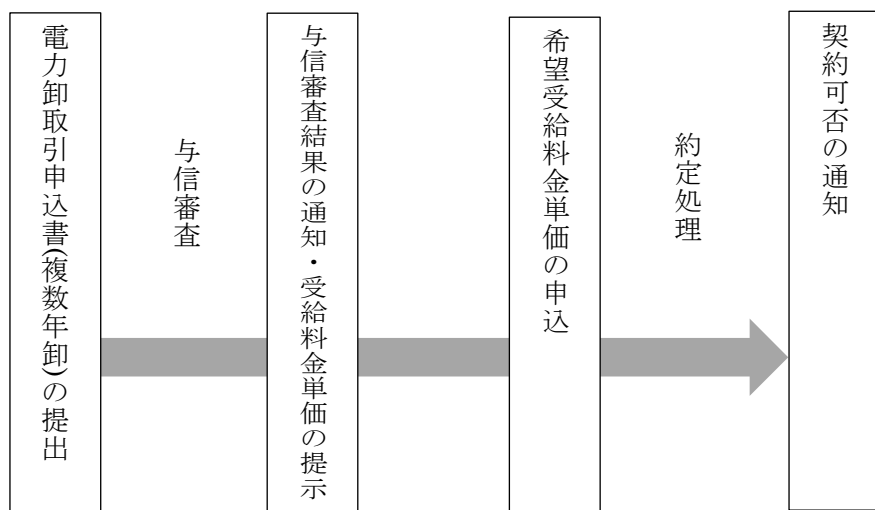 電力卸取引申込書(複数年卸)の提出
与信審査
与信審査結果の通知・受給料金単価の提示
希望受給料金単価の申込
約定処理
契約可否の通知